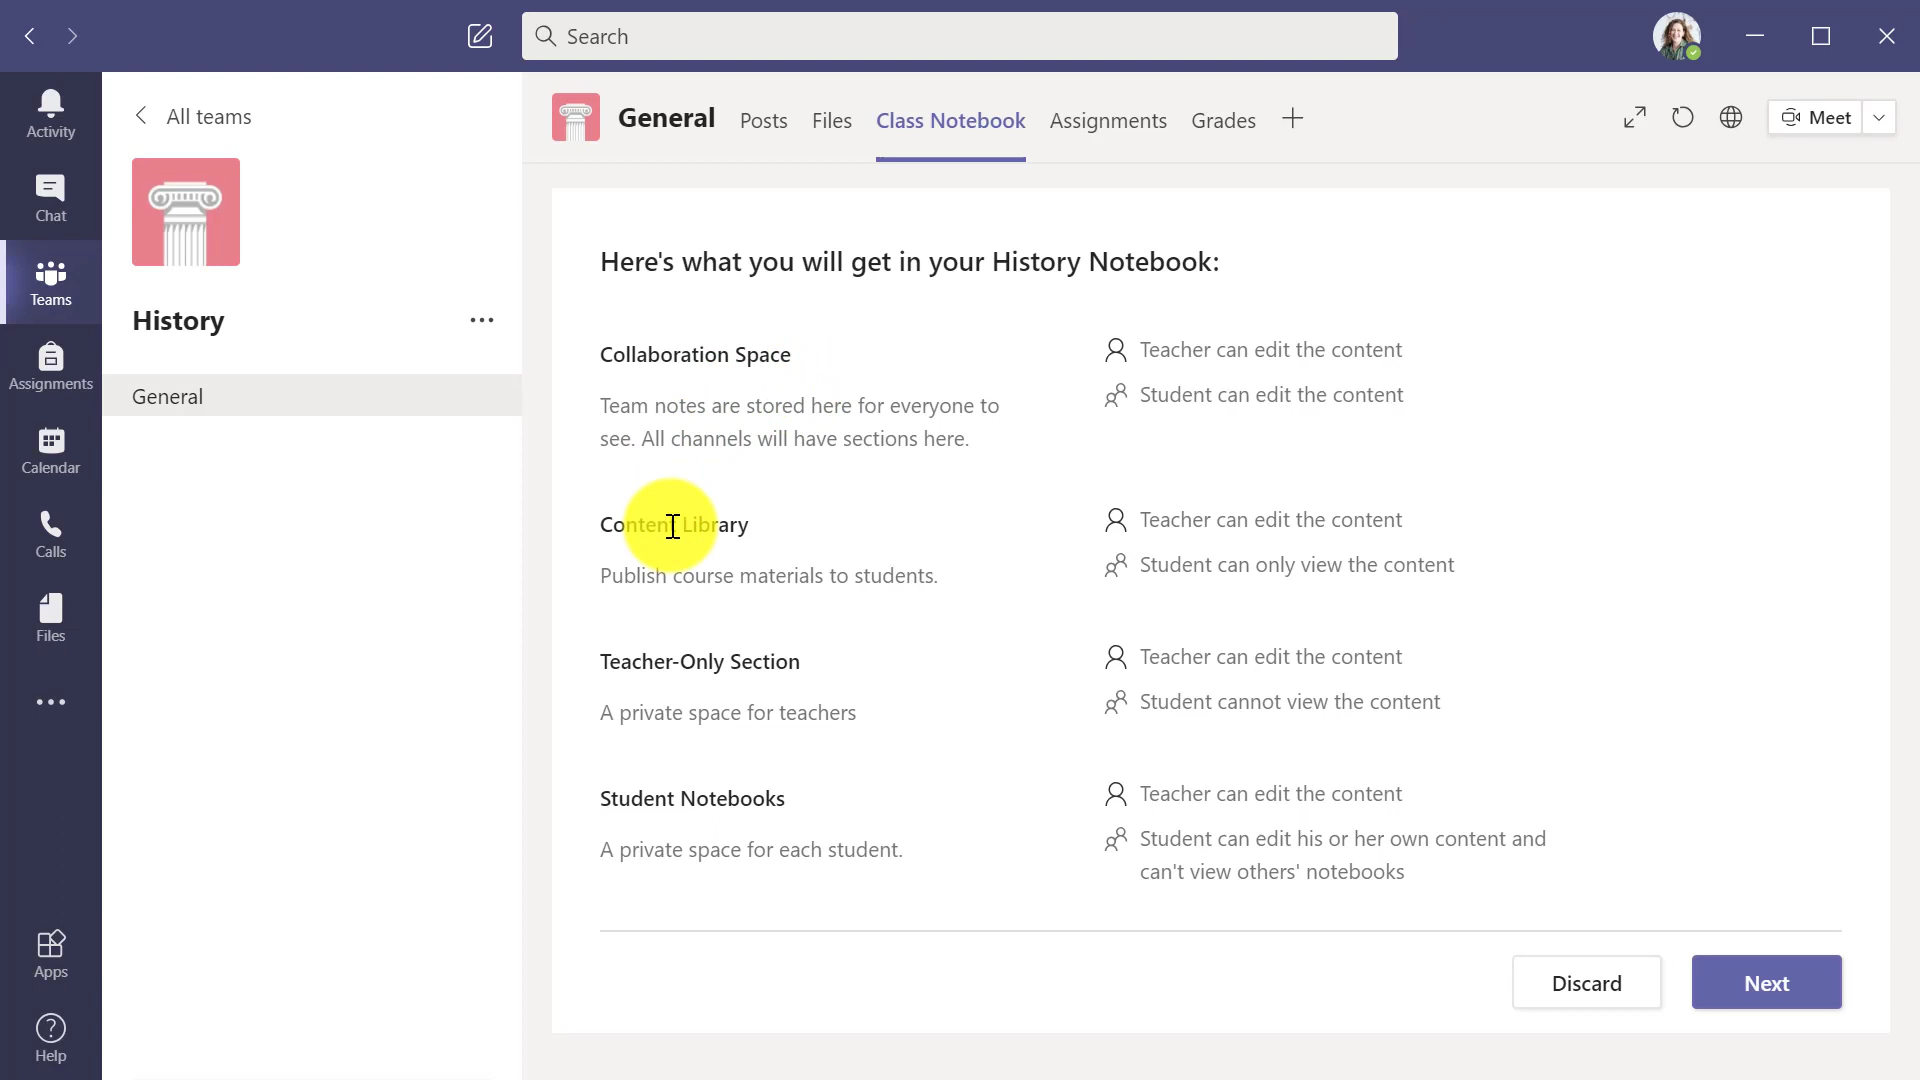 Search
Activity
Chat
Teams
Assignments
Calendar
Calls
Files
Apps
Help
All teams
History
General
General
Posts
Files
Class Notebook
Assignments
Grades
Meet
Here's what you will get in your History Notebook:
Collaboration Space
Team notes are stored here for everyone to
see. All channels will have sections here.
Teacher can edit the content
Student can edit the content
Content Library
Publish course materials to students.
Teacher can edit the content
Student can only view the content
Teacher-Only Section
A private space for teachers
Teacher can edit the content
Student cannot view the content
Student Notebooks
A private space for each student.
Teacher can edit the content
Student can edit his or her own content and
can't view others' notebooks
Discard
Next